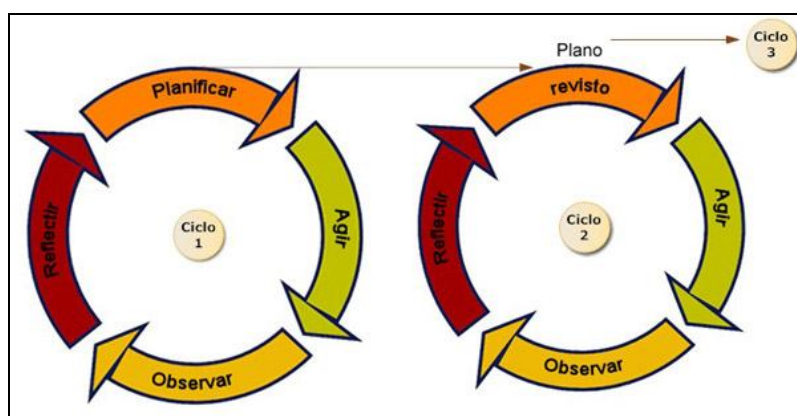 Planificar
Agir
Observar
Reflectir
Ciclo
1
Plano
revisto
Agir
Observar
Reflectir
Ciclo
2
Ciclo
3